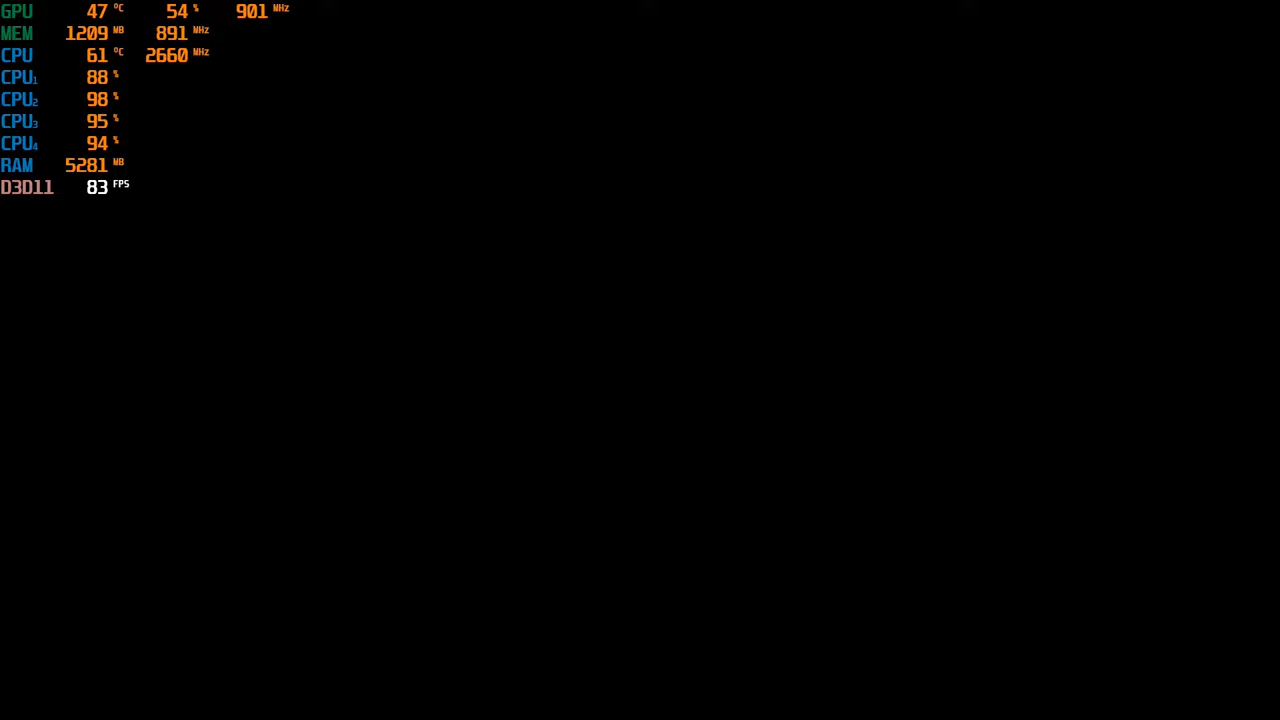 GPU 47 °C 54 % 901 MHz
MEM 1209 MB 891 MHz
CPU 61 °C 2660 MHz
CPU1 88 %
CPU2 98 %
CPU3 95 %
CPU4 94 %
RAM 5281 MB
D3D11 83 FPS